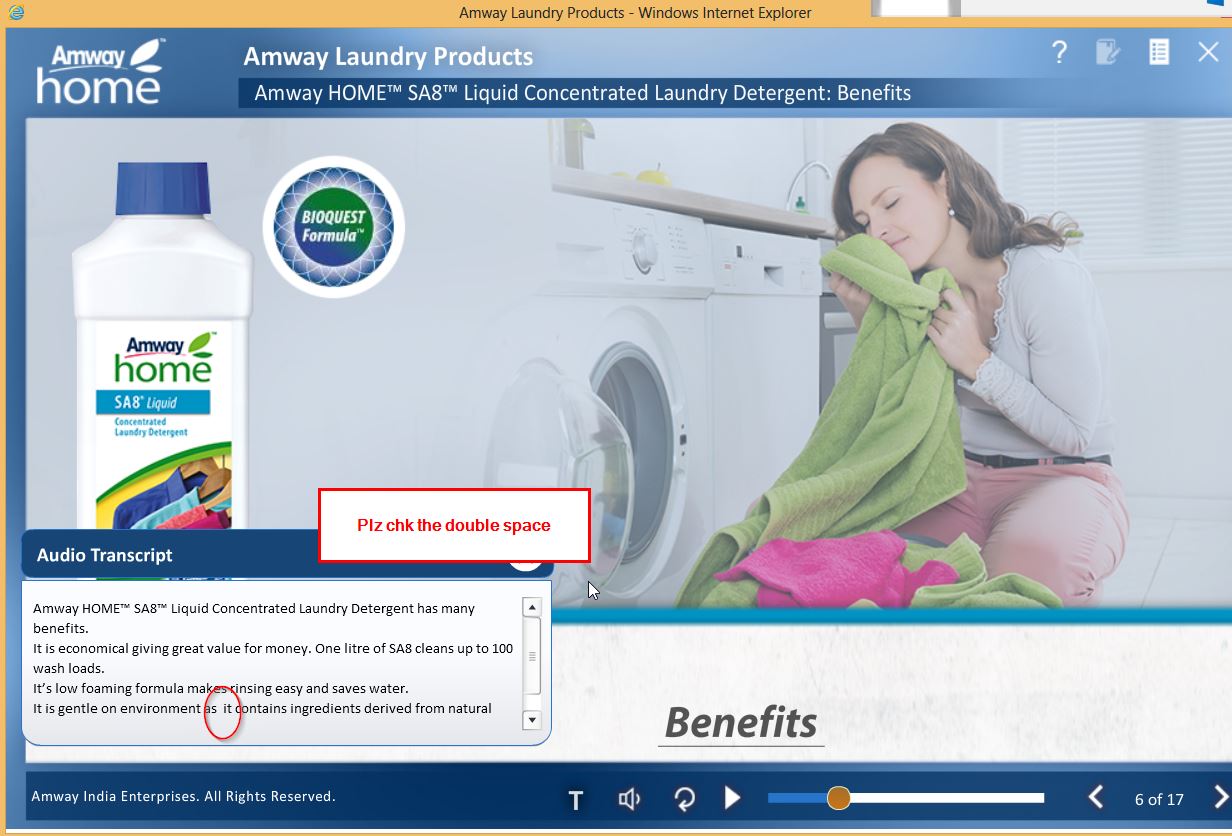 Amway Laundry Products - Windows Internet Explorer
Amway™
home
Amway Laundry Products
Amway HOME™ SA8™ Liquid Concentrated Laundry Detergent: Benefits
?
BIOQUEST
Formula™
Amway™
home
SA8™ Liquid
Concentrated
Laundry Detergent
Plz chk the double space
Audio Transcript
Amway HOME™ SA8™ Liquid Concentrated Laundry Detergent has many
benefits.
It is economical giving great value for money. One litre of SA8 cleans up to 100
wash loads.
It’s low foaming formula makes rinsing easy and saves water.
It is gentle on environment as  it contains ingredients derived from natural
Benefits
Amway India Enterprises. All Rights Reserved.
T
6 of 17